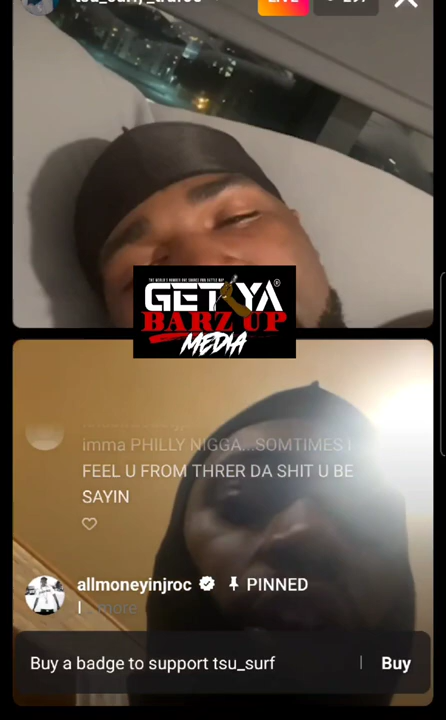 GET YA
BARZ UP
MEDIA
imma PHILLY NIGGA...SOMTIMES I
FEEL U FROM THRER DA SHIT U BE
SAYIN
allmoneyinjroc PINNED
I... more
Buy a badge to support tsu_surf | Buy